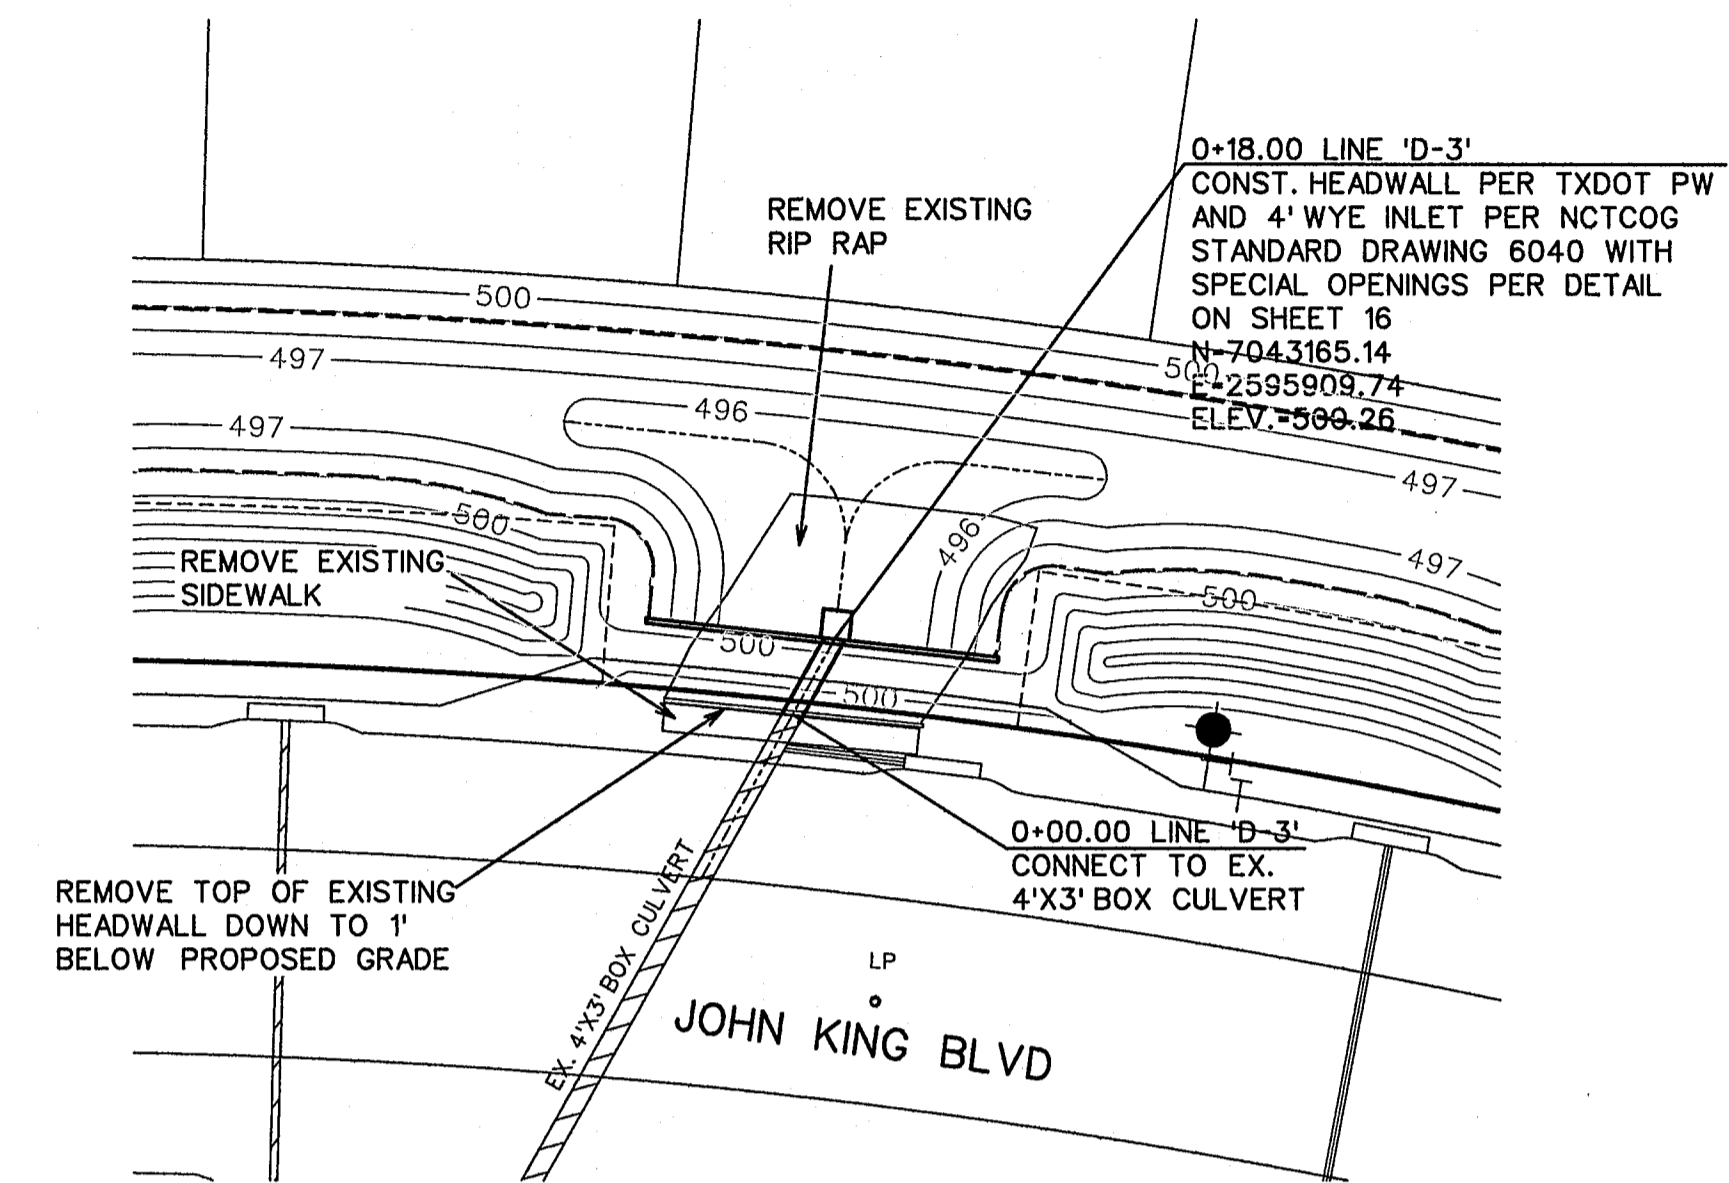 0+18.00 LINE 'D-3'
CONST. HEADWALL PER TXDOT PW
AND 4' WYE INLET PER NCTCOG
STANDARD DRAWING 6040 WITH
SPECIAL OPENINGS PER DETAIL
ON SHEET 16
N-7043165.14
E-2595909.74
ELEV.=500.26
REMOVE EXISTING
RIP RAP
500
497
500
496
497
497
500
496
497
500
REMOVE EXISTING
SIDEWALK
500
500
0+00.00 LINE 'D-3'
CONNECT TO EX.
4'X3' BOX CULVERT
REMOVE TOP OF EXISTING
HEADWALL DOWN TO 1'
BELOW PROPOSED GRADE
EX. 4'X3' BOX CULVERT
LP
JOHN KING BLVD